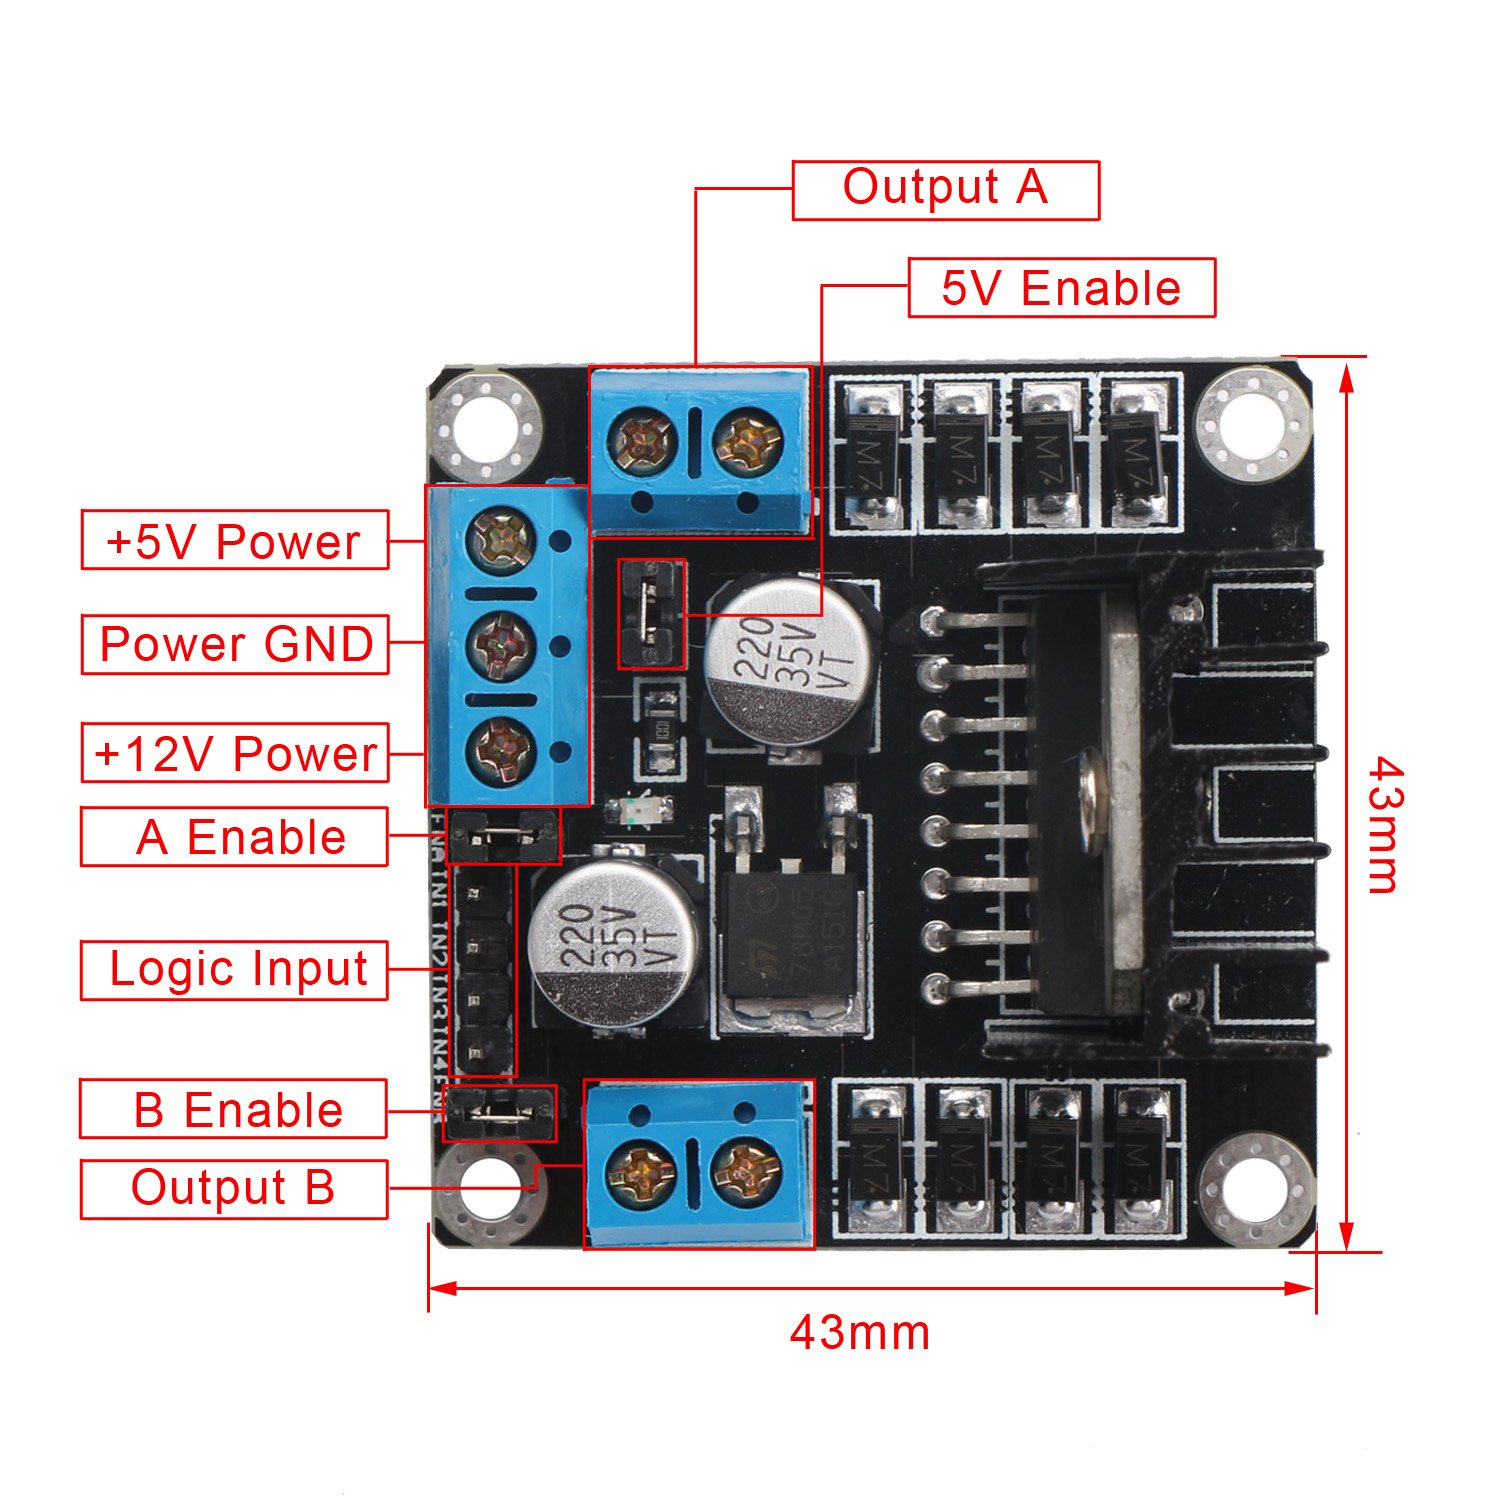 Output A
5V Enable
+5V Power
Power GND
+12V Power
A Enable
Logic Input
B Enable
Output B
220
35V
VT
220
35V
VT
78M05
M7
M7
M7
M7
M7
M7
M7
M7
IN1 IN2 IN3 IN4
43mm
43mm